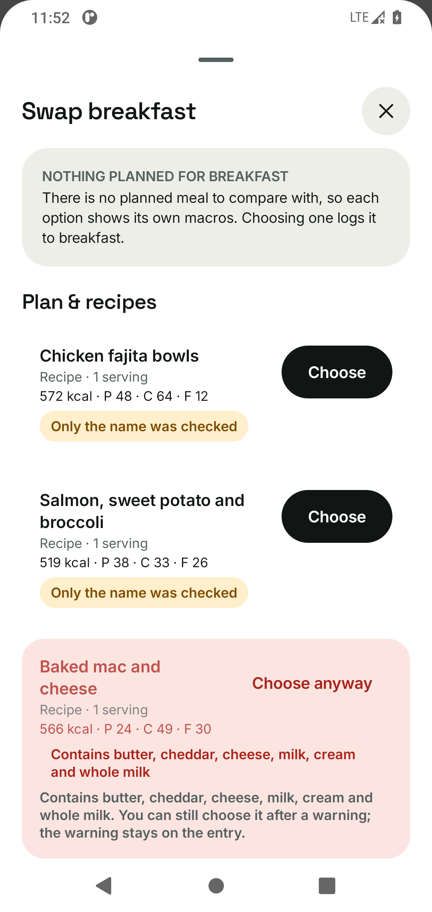 11:52
LTE
Swap breakfast
NOTHING PLANNED FOR BREAKFAST
There is no planned meal to compare with, so each
option shows its own macros. Choosing one logs it
to breakfast.
Plan & recipes
Chicken fajita bowls
Recipe · 1 serving
572 kcal · P 48 · C 64 · F 12
Only the name was checked
Choose
Salmon, sweet potato and
broccoli
Recipe · 1 serving
519 kcal · P 38 · C 33 · F 26
Only the name was checked
Choose
Baked mac and
cheese
Recipe · 1 serving
566 kcal · P 24 · C 49 · F 30
Choose anyway
Contains butter, cheddar, cheese, milk, cream
and whole milk
Contains butter, cheddar, cheese, milk, cream and
whole milk. You can still choose it after a warning;
the warning stays on the entry.